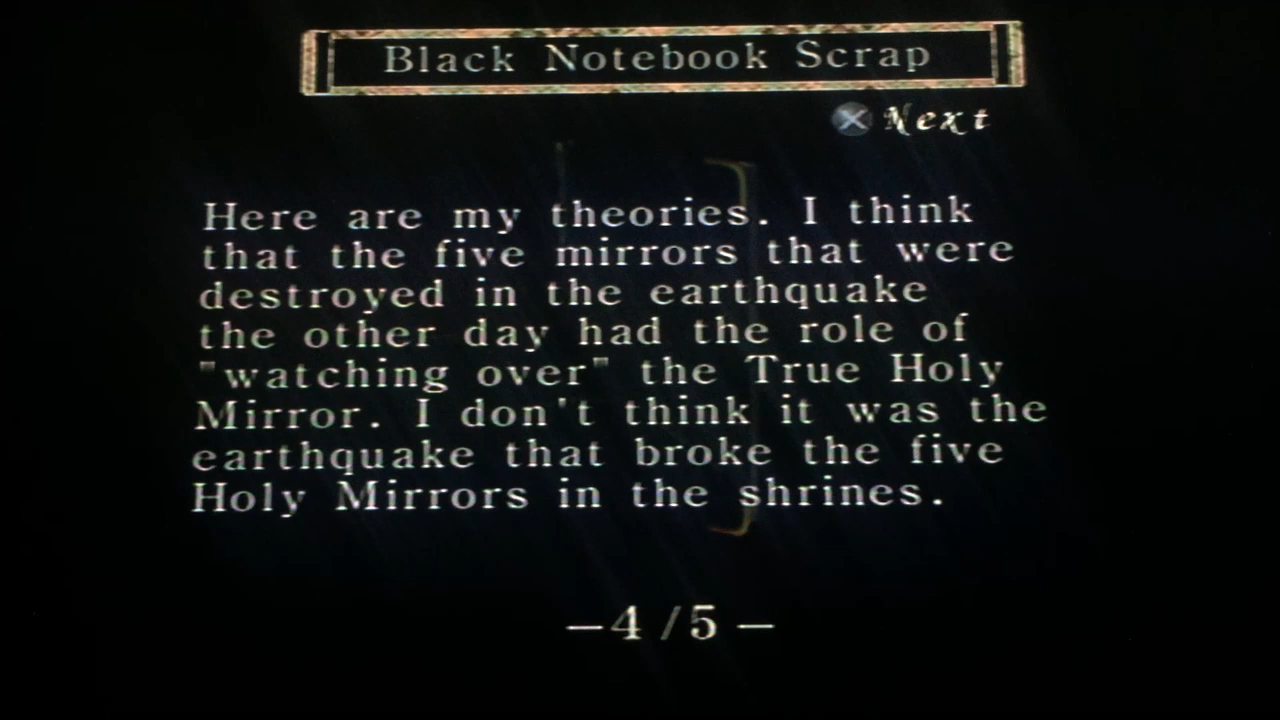 Black Notebook Scrap
Next
Here are my theories. I think
that the five mirrors that were
destroyed in the earthquake
the other day had the role of
"watching over" the True Holy
Mirror. I don't think it was the
earthquake that broke the five
Holy Mirrors in the shrines.
—4/5—